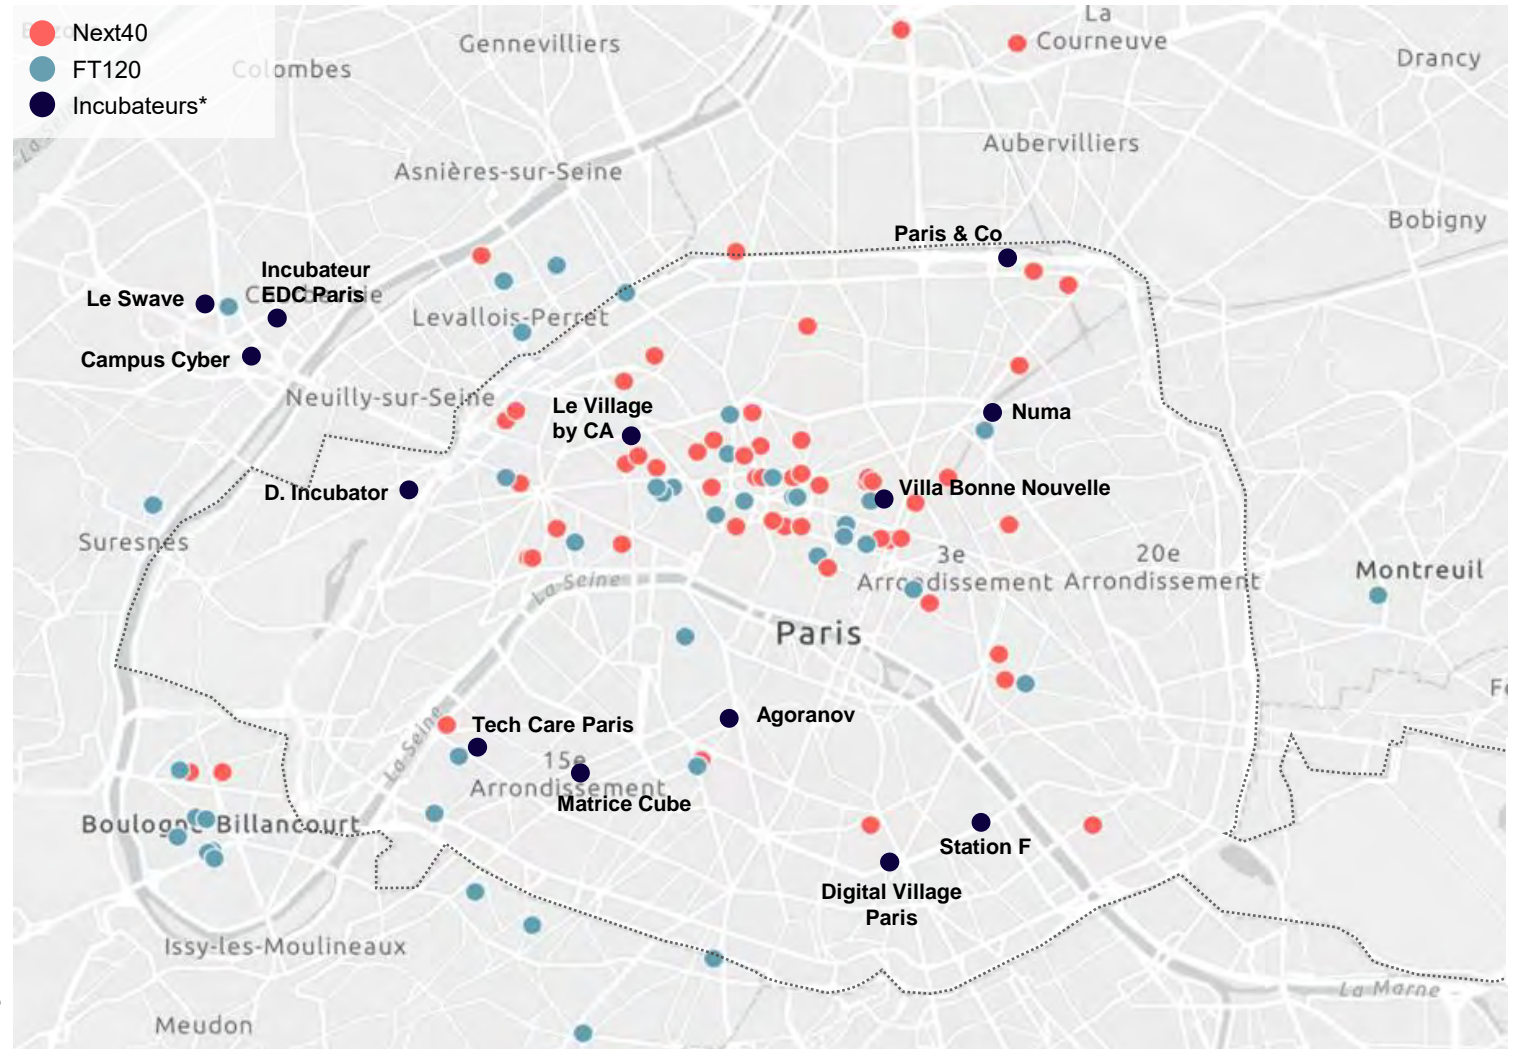 Next40
FT120
Incubateurs*
La
Courneuve
Gennevilliers
Colombes
Drancy
Aubervilliers
Asnières-sur-Seine
Bobigny
Paris & Co
Incubateur
EDC Paris
Le Swave
Levallois-Perret
Campus Cyber
Neuilly-sur-Seine
Le Village
by CA
Numa
D. Incubator
Villa Bonne Nouvelle
Suresnes
3e
Arrondissement
20e
Arrondissement
Montreuil
La Seine
Paris
Tech Care Paris
Agoranov
La Seine
15e
Arrondissement
Matrice Cube
Boulogne-Billancourt
Station F
Digital Village
Paris
Issy-les-Moulineaux
La Marne
Meudon